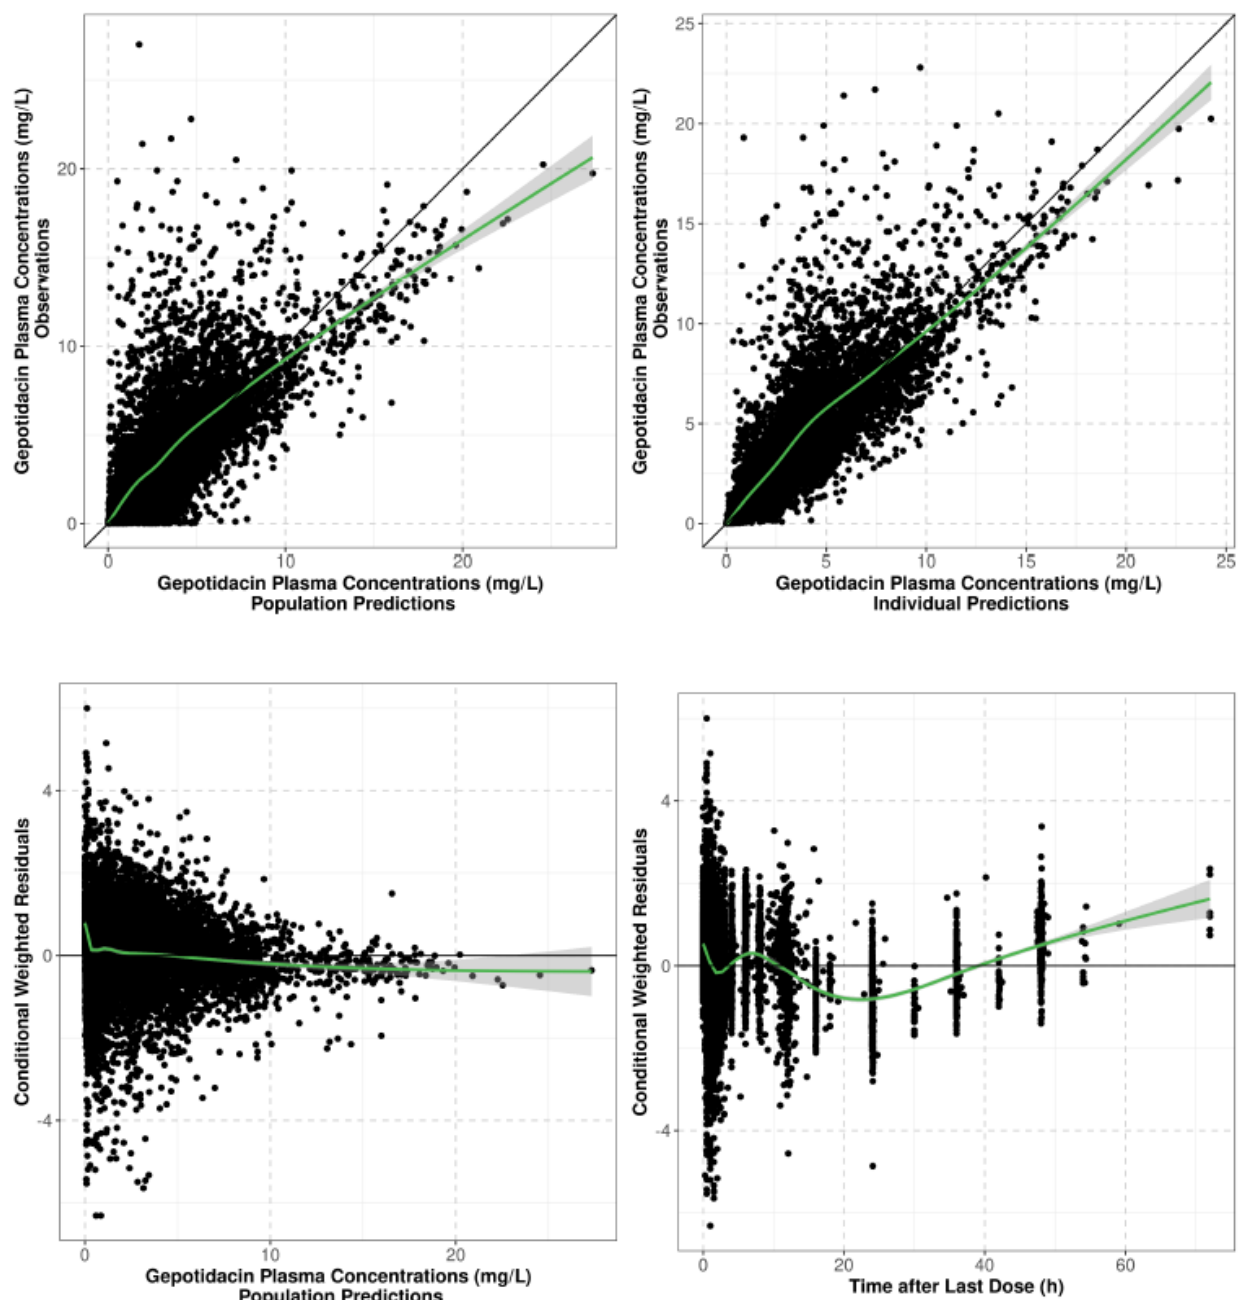 Gepotidacin Plasma Concentrations (mg/L)
Observations
20
10
0
0 10 20
Gepotidacin Plasma Concentrations (mg/L)
Population Predictions
Gepotidacin Plasma Concentrations (mg/L)
Observations
25
20
15
10
5
0
0 5 10 15 20 25
Gepotidacin Plasma Concentrations (mg/L)
Individual Predictions
Conditional Weighted Residuals
4
0
-4
0 10 20
Gepotidacin Plasma Concentrations (mg/L)
Population Predictions
Conditional Weighted Residuals
4
0
-4
0 20 40 60
Time after Last Dose (h)